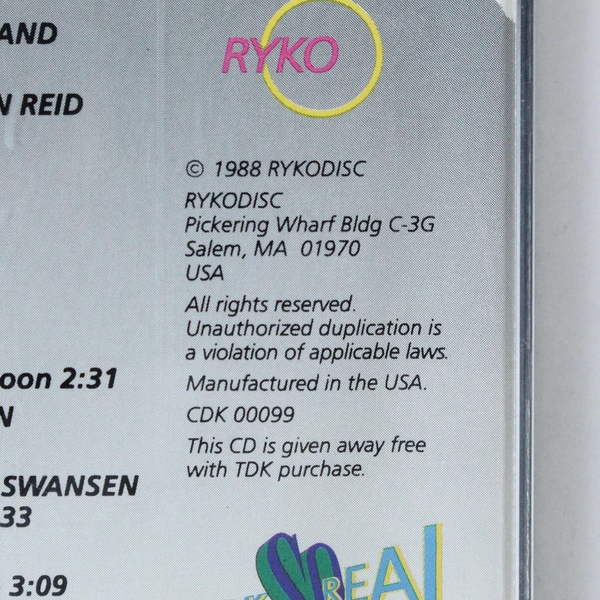 AND
N REID
oon 2:31
N
SWANSEN
33
3:09
RYKO
© 1988 RYKODISC
RYKODISC
Pickering Wharf Bldg C-3G
Salem, MA 01970
USA
All rights reserved.
Unauthorized duplication is
a violation of applicable laws.
Manufactured in the USA.
CDK 00099
This CD is given away free
with TDK purchase.
SO
REAL